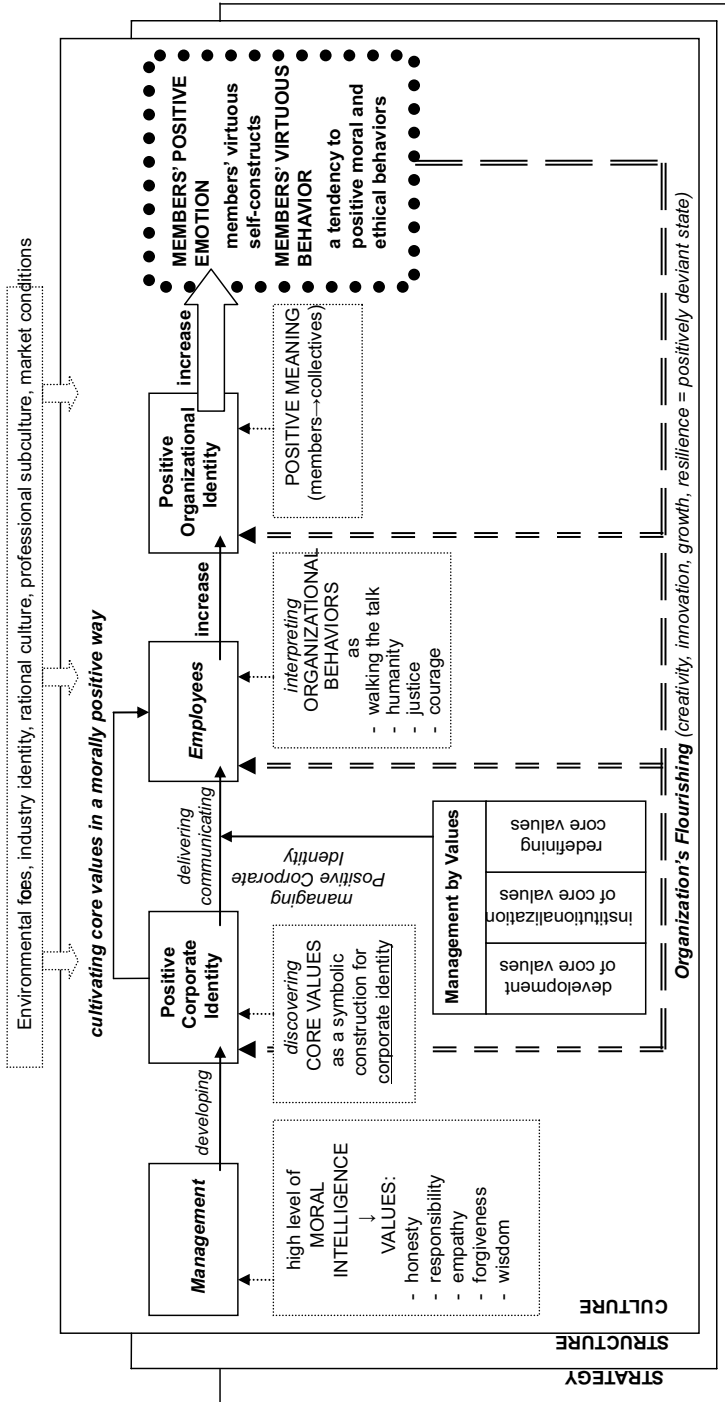 Environmental foces, industry identity, rational culture, professional subculture, market conditions
cultivating core values in a morally positive way
Management
developing
Positive
Corporate
Identity
delivering
communicating
Employees
increase
Positive
Organizational
Identity
increase
MEMBERS' POSITIVE
EMOTION
members' virtuous
self-constructs
MEMBERS' VIRTUOUS
BEHAVIOR
a tendency to
positive moral and
ethical behaviors
high level of
MORAL
INTELLIGENCE
↓
VALUES:
- honesty
- responsibility
- empathy
- forgiveness
- wisdom
discovering
CORE VALUES
as a symbolic
construction for
corporate identity
managing
Positive Corporate
Identity
interpreting
ORGANIZATIONAL
BEHAVIORS
as
- walking the talk
- humanity
- justice
- courage
POSITIVE MEANING
(members→collectives)
Management by Values
development
of core values
institutionalization
of core values
redefining
core values
Organization's Flourishing (creativity, innovation, growth, resilience = positively deviant state)
CULTURE
STRUCTURE
STRATEGY